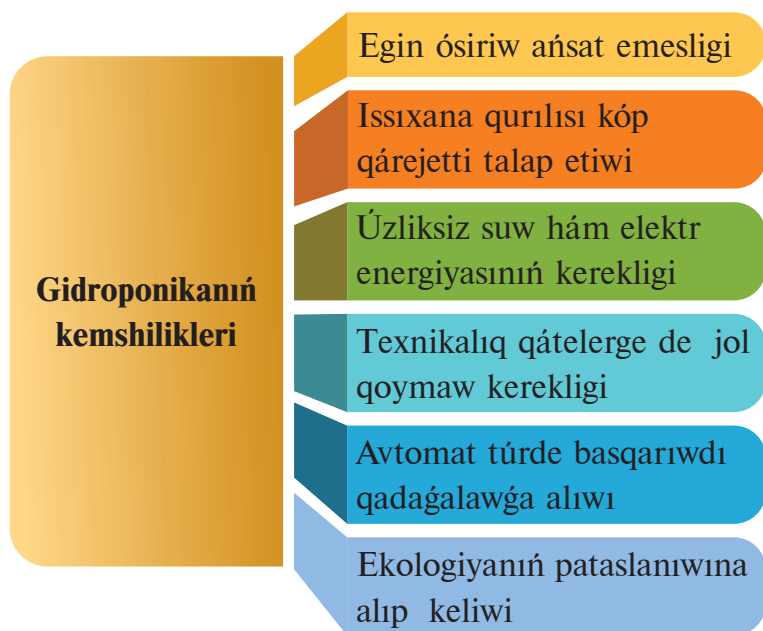 Gidroponikanıń
kemshilikleri
Egin ósiriw ańsat emesligi
Issıxana qurılısı kóp
qárejetti talap etiwi
Úzliksiz suw hám elektr
energiyasınıń kerekligi
Texnikalıq qátelerge de jol
qoymaw kerekligi
Avtomat túrde basqarıwdı
qadaǵalawǵa alıwı
Ekologiyanıń pataslanıwına
alıp keliwi